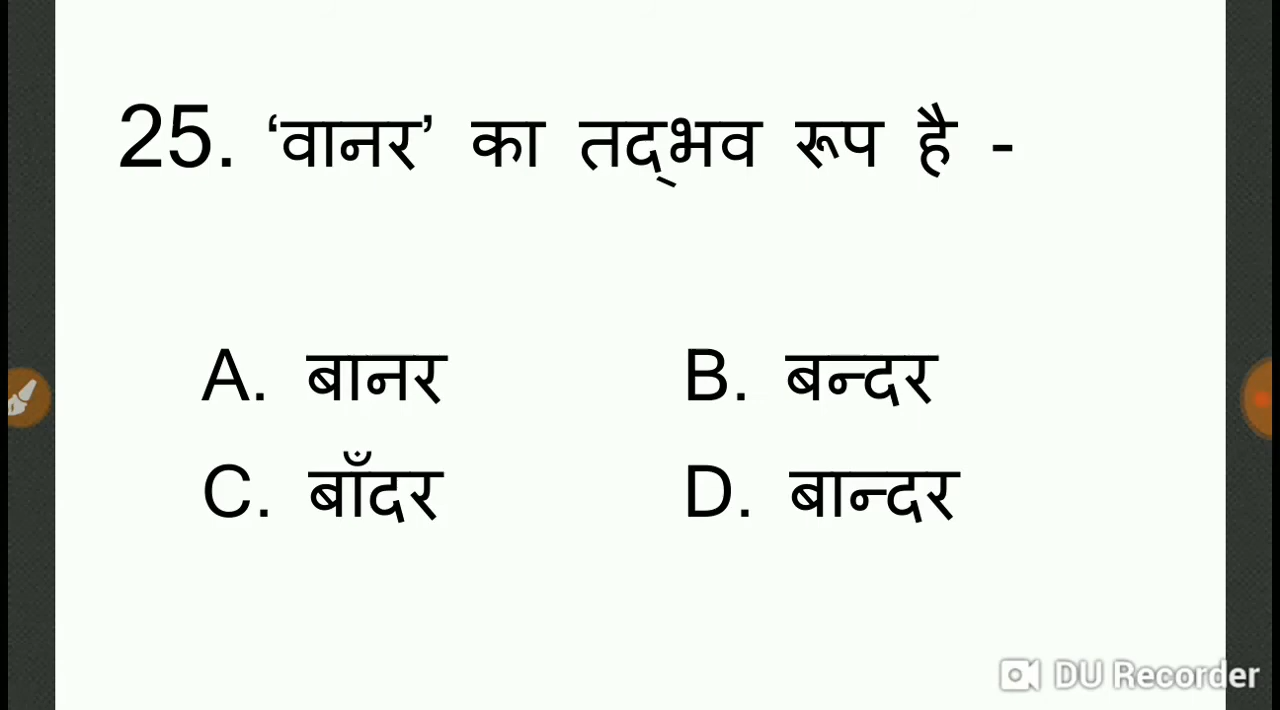 25. ‘वानर’ का तद्‌भव रूप है -
A. बानर B. बन्दर
C. बाँदर D. बान्दर
DU Recorder